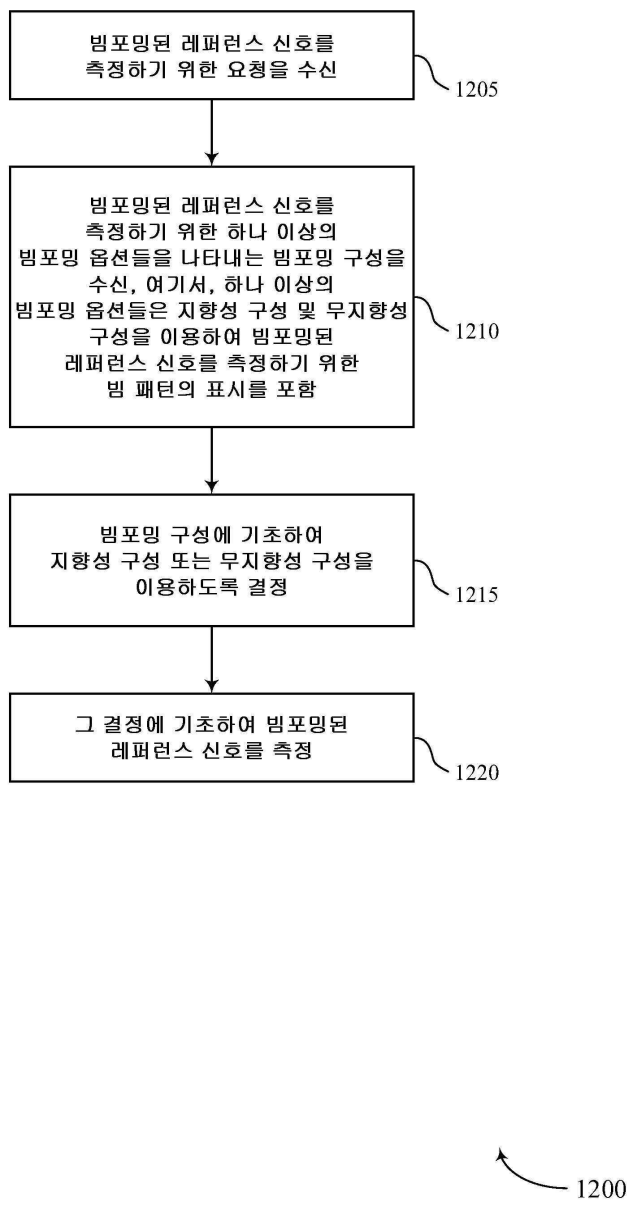 빔포밍된 레퍼런스 신호를
측정하기 위한 요청을 수신
1205
빔포밍된 레퍼런스 신호를
측정하기 위한 하나 이상의
빔포밍 옵션들을 나타내는 빔포밍 구성을
수신, 여기서, 하나 이상의
빔포밍 옵션들은 지향성 구성 및 무지향성
구성을 이용하여 빔포밍된
레퍼런스 신호를 측정하기 위한
빔 패턴의 표시를 포함
1210
빔포밍 구성에 기초하여
지향성 구성 또는 무지향성 구성을
이용하도록 결정
1215
그 결정에 기초하여 빔포밍된
레퍼런스 신호를 측정
1220
1200